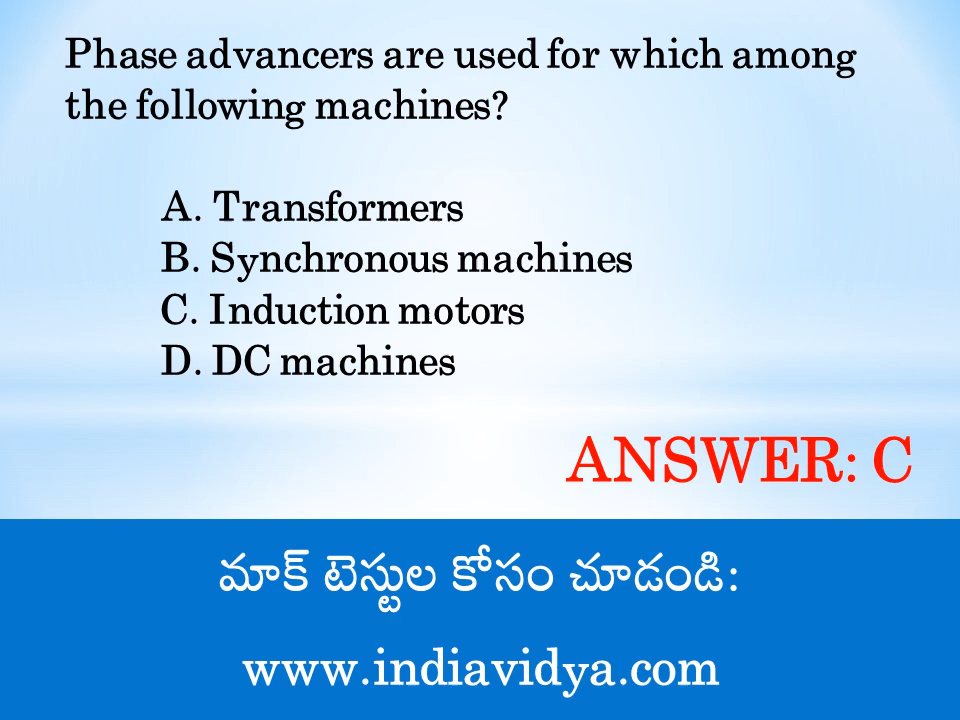 Phase advancers are used for which among
the following machines?
A. Transformers
B. Synchronous machines
C. Induction motors
D. DC machines
ANSWER: C
మాక్ టెస్టుల కోసం చూడండి:
www.indiavidya.com